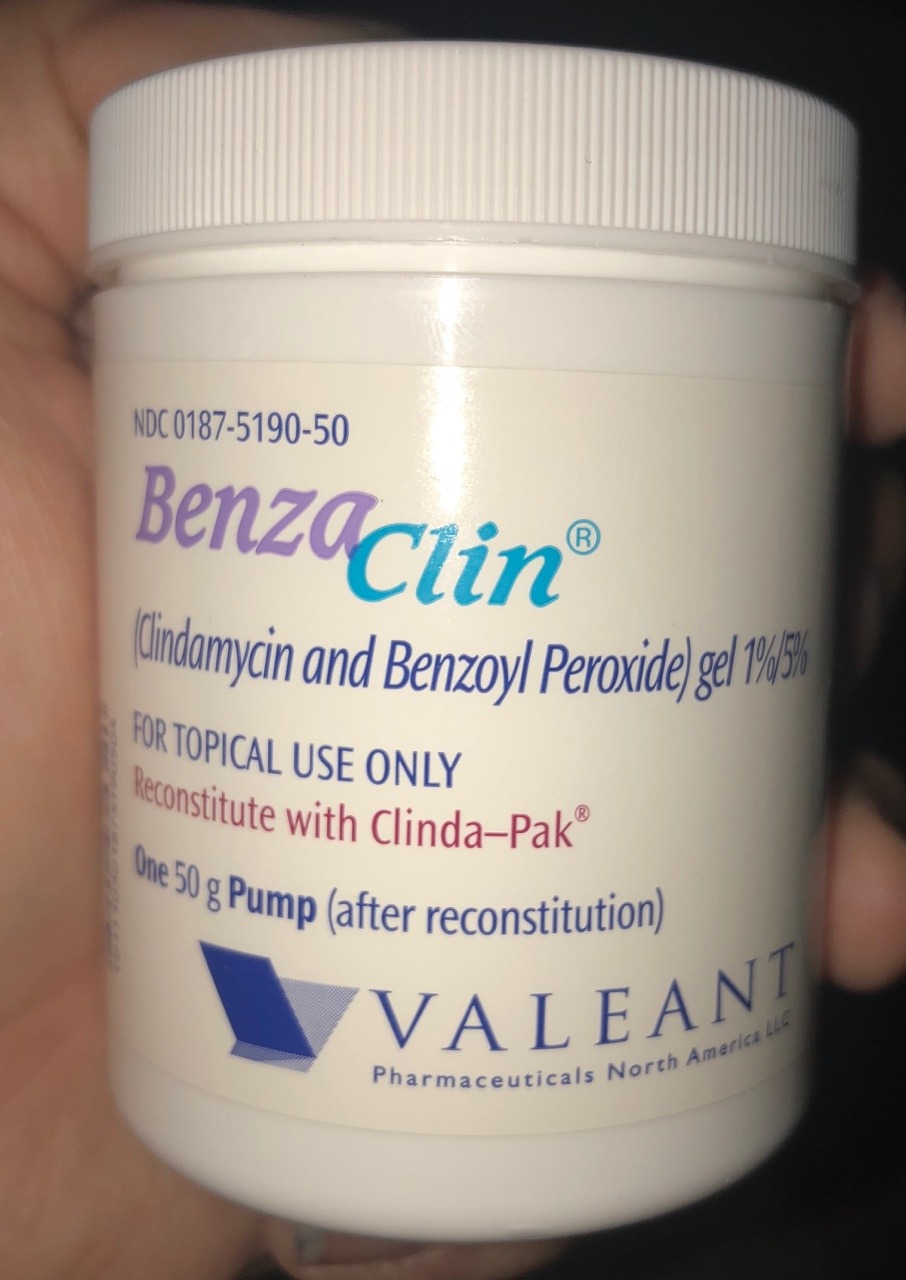 NDC 0187-5190-50
BenzaClin®
(Clindamycin and Benzoyl Peroxide) gel 1%/5%
FOR TOPICAL USE ONLY
Reconstitute with Clinda–Pak®
One 50 g Pump (after reconstitution)
VALEANT
Pharmaceuticals North America LLC